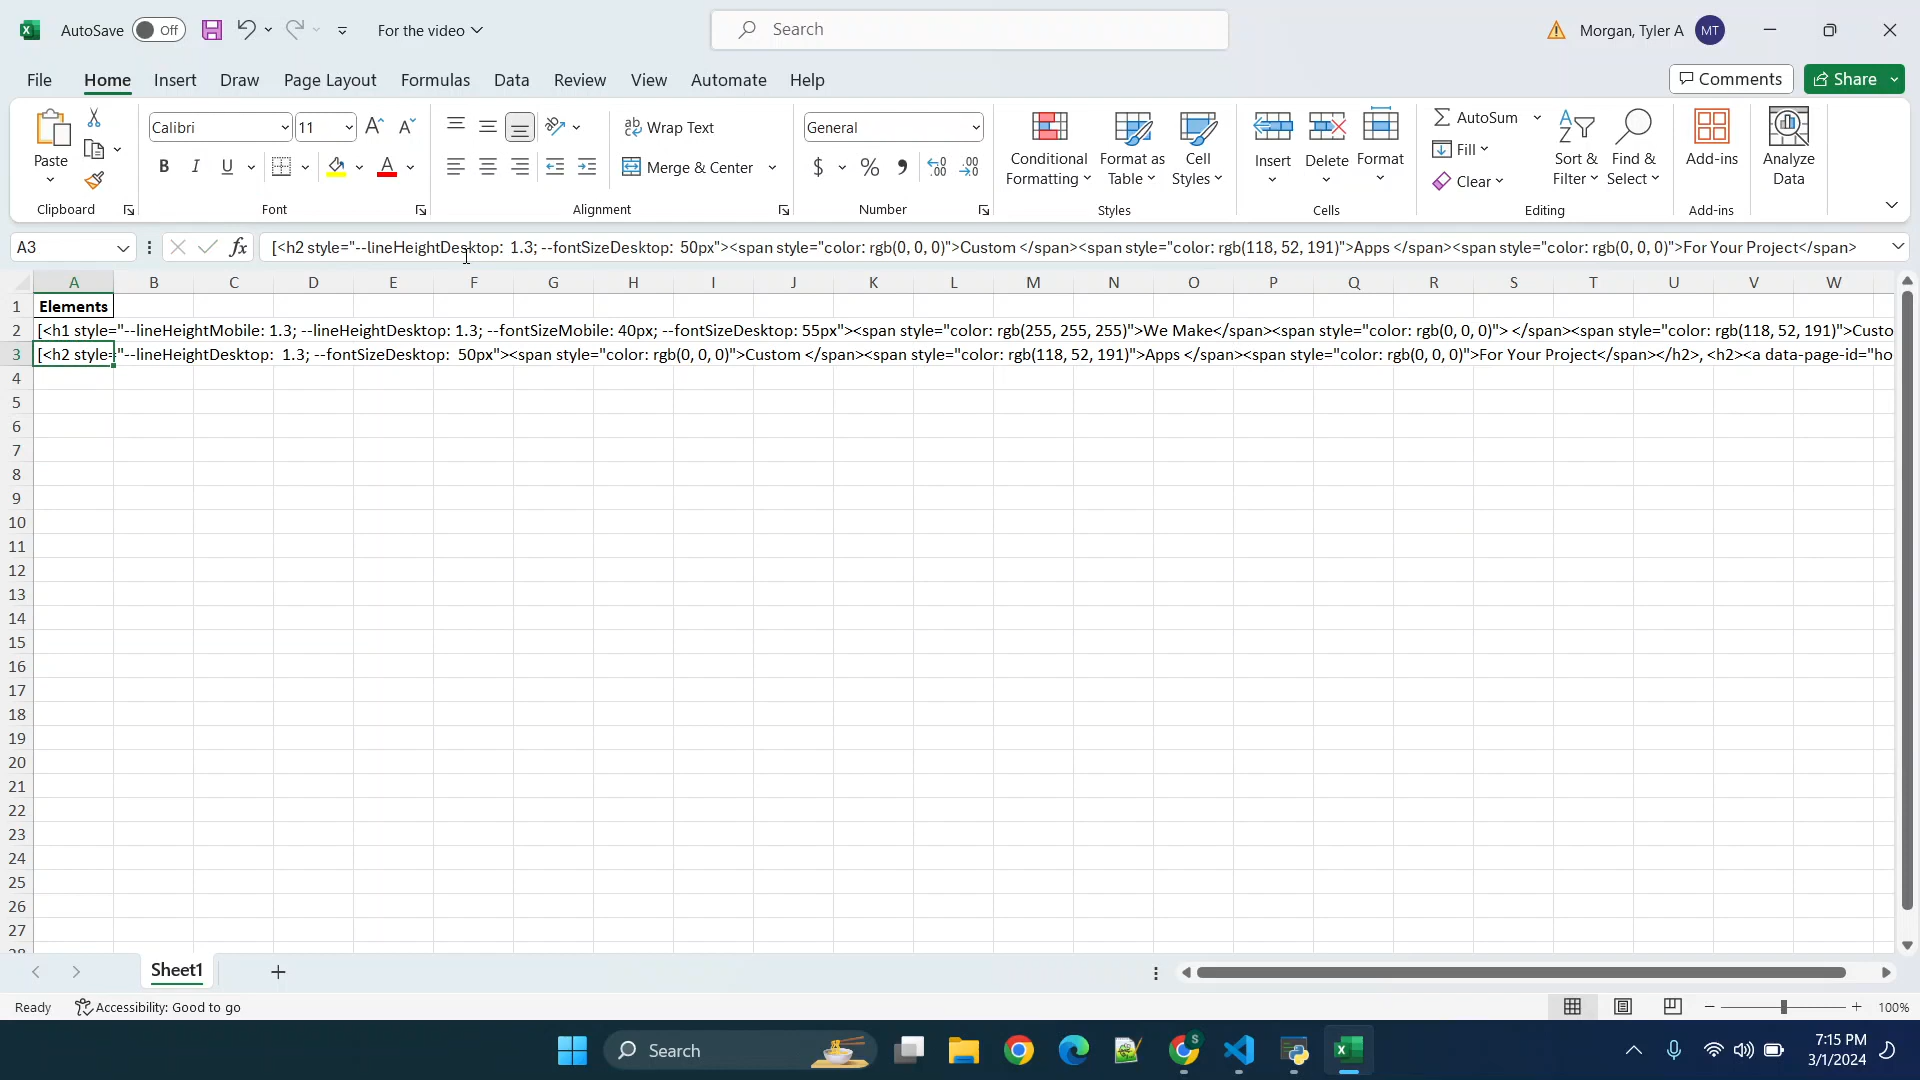 AutoSave Off For the video Search Morgan, Tyler A MT
File Home Insert Draw Page Layout Formulas Data Review View Automate Help Comments Share
Paste
Calibri 11
Wrap Text
Merge & Center
General
$ % 9
Conditional Formatting
Format as Table
Cell Styles
Insert Delete Format
AutoSum
Fill
Clear
Sort & Filter
Find & Select
Add-ins
Analyze Data
Clipboard Font Alignment Number Styles Cells Editing Add-ins
A3 fx [<h2 style="--lineHeightDesktop: 1.3; --fontSizeDesktop: 50px"><span style="color: rgb(0, 0, 0)">Custom </span><span style="color: rgb(118, 52, 191)">Apps </span><span style="color: rgb(0, 0, 0)">For Your Project</span>
A B C D E F G H I J K L M N O P Q R S T U V W
1 Elements
2 [<h1 style="--lineHeightMobile: 1.3; --lineHeightDesktop: 1.3; --fontSizeMobile: 40px; --fontSizeDesktop: 55px"><span style="color: rgb(255, 255, 255)">We Make</span><span style="color: rgb(0, 0, 0)"> </span><span style="color: rgb(118, 52, 191)">Custo
3 [<h2 style="--lineHeightDesktop: 1.3; --fontSizeDesktop: 50px"><span style="color: rgb(0, 0, 0)">Custom </span><span style="color: rgb(118, 52, 191)">Apps </span><span style="color: rgb(0, 0, 0)">For Your Project</span></h2>, <h2><a data-page-id="ho
4
5
6
7
8
9
10
11
12
13
14
15
16
17
18
19
20
21
22
23
24
25
26
27
Sheet1
Ready Accessibility: Good to go 100%
Search 7:15 PM
3/1/2024